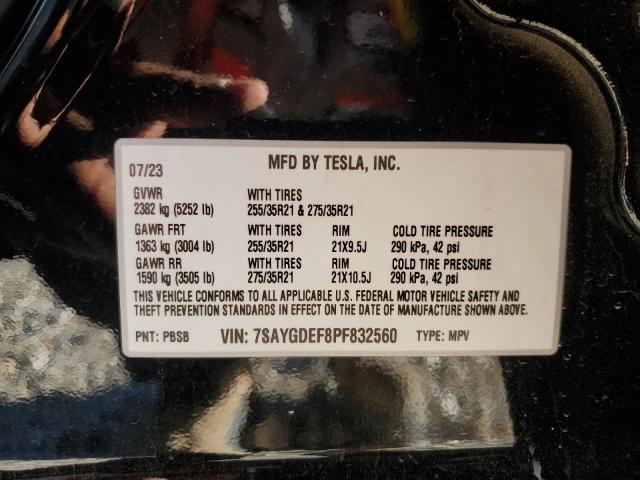 07/23 MFD BY TESLA, INC.
GVWR WITH TIRES
2382 kg (5252 lb) 255/35R21 & 275/35R21
GAWR FRT WITH TIRES RIM COLD TIRE PRESSURE
1363 kg (3004 lb) 255/35R21 21X9.5J 290 kPa, 42 psi
GAWR RR WITH TIRES RIM COLD TIRE PRESSURE
1590 kg (3505 lb) 275/35R21 21X10.5J 290 kPa, 42 psi
THIS VEHICLE CONFORMS TO ALL APPLICABLE U.S. FEDERAL MOTOR VEHICLE SAFETY AND
THEFT PREVENTION STANDARDS IN EFFECT ON THE DATE OF MANUFACTURE SHOWN ABOVE.
PNT: PBSB VIN: 7SAYGDEF8PF832560 TYPE: MPV